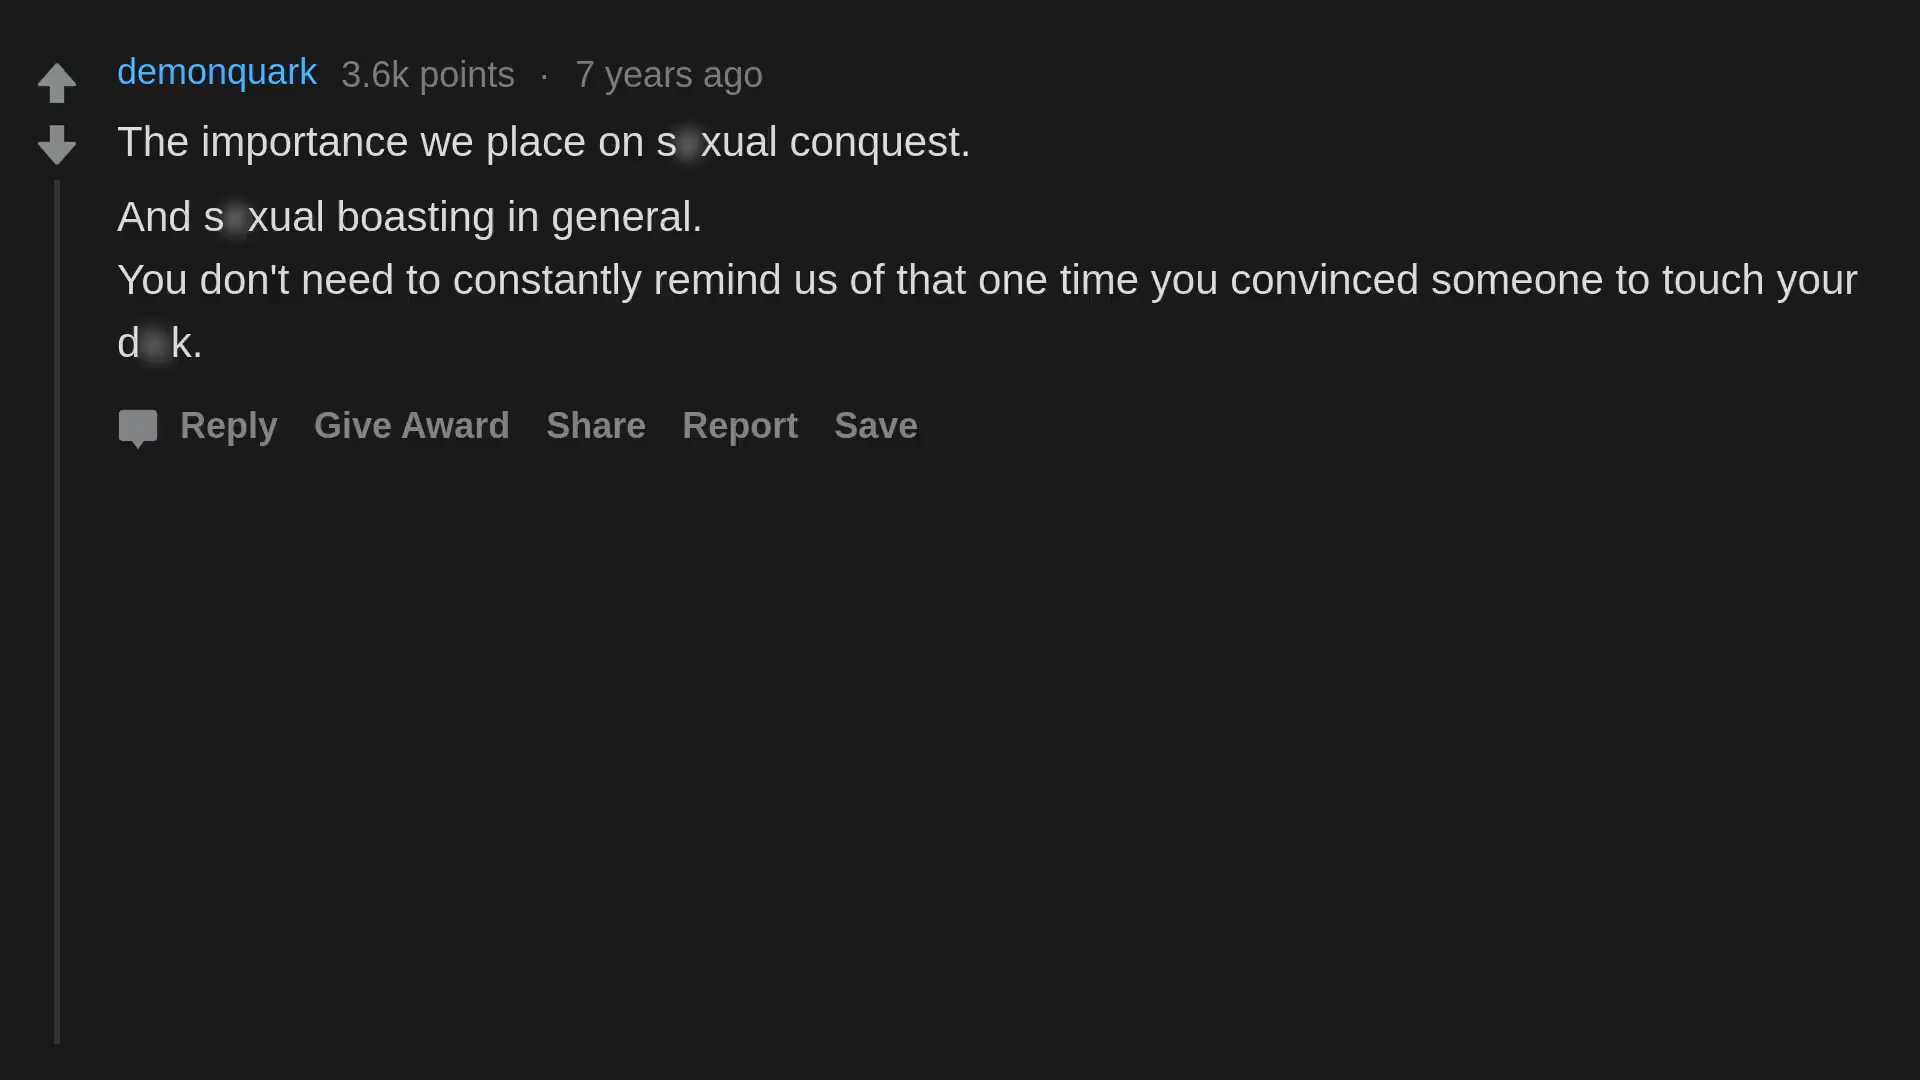 demonquark 3.6k points · 7 years ago
The importance we place on s xual conquest.
And s xual boasting in general.
You don't need to constantly remind us of that one time you convinced someone to touch your
d k.
Reply Give Award Share Report Save